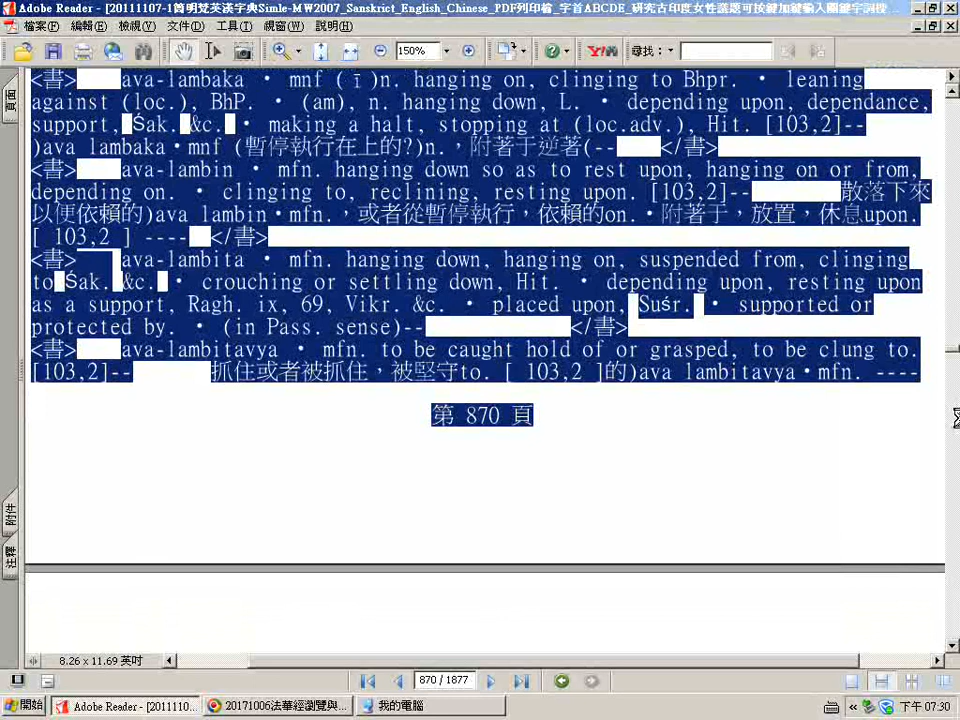 Adobe Reader - [20111107-1簡明梵英漢字典Simle-MW2007_Sanskrict_English_Chinese_PDF列印檔_字首ABCDE_研究古印度女性議題可按鍵加鍵輸入關鍵字詞搜
檔案(F) 編輯(E) 檢視(V) 文件(D) 工具(T) 視窗(W) 說明(H)
150% Y! 尋找：
頁面
<書> ava-lambaka • mnf (ī)n. hanging on, clinging to Bhpr. • leaning
against (loc.), BhP. • (am), n. hanging down, L. • depending upon, dependance,
support, Śak. &c. • making a halt, stopping at (loc.adv.), Hit. [103,2]--
)ava lambaka•mnf (暫停執行在上的?)n.，附著于逆著(-- </書>
<書> ava-lambin • mfn. hanging down so as to rest upon, hanging on or from,
depending on. • clinging to, reclining, resting upon. [103,2]-- 散落下來
以便依賴的)ava lambin•mfn.，或者從暫停執行，依賴的on.•附著于，放置，休息upon.
[ 103,2 ] ---- </書>
<書> ava-lambita • mfn. hanging down, hanging on, suspended from, clinging
to Śak. &c. • crouching or settling down, Hit. • depending upon, resting upon
as a support, Ragh. ix, 69, Vikr. &c. • placed upon, Suśr. • supported or
protected by. • (in Pass. sense)-- </書>
<書> ava-lambitavya • mfn. to be caught hold of or grasped, to be clung to.
[103,2]-- 抓住或者被抓住，被堅守to. [ 103,2 ]的)ava lambitavya•mfn. ----
第 870 頁
附件
注釋
8.26 x 11.69 英吋
870 / 1877
開始 Adobe Reader - [2011110... 20171006法華經瀏覽與... 我的電腦 下午 07:30